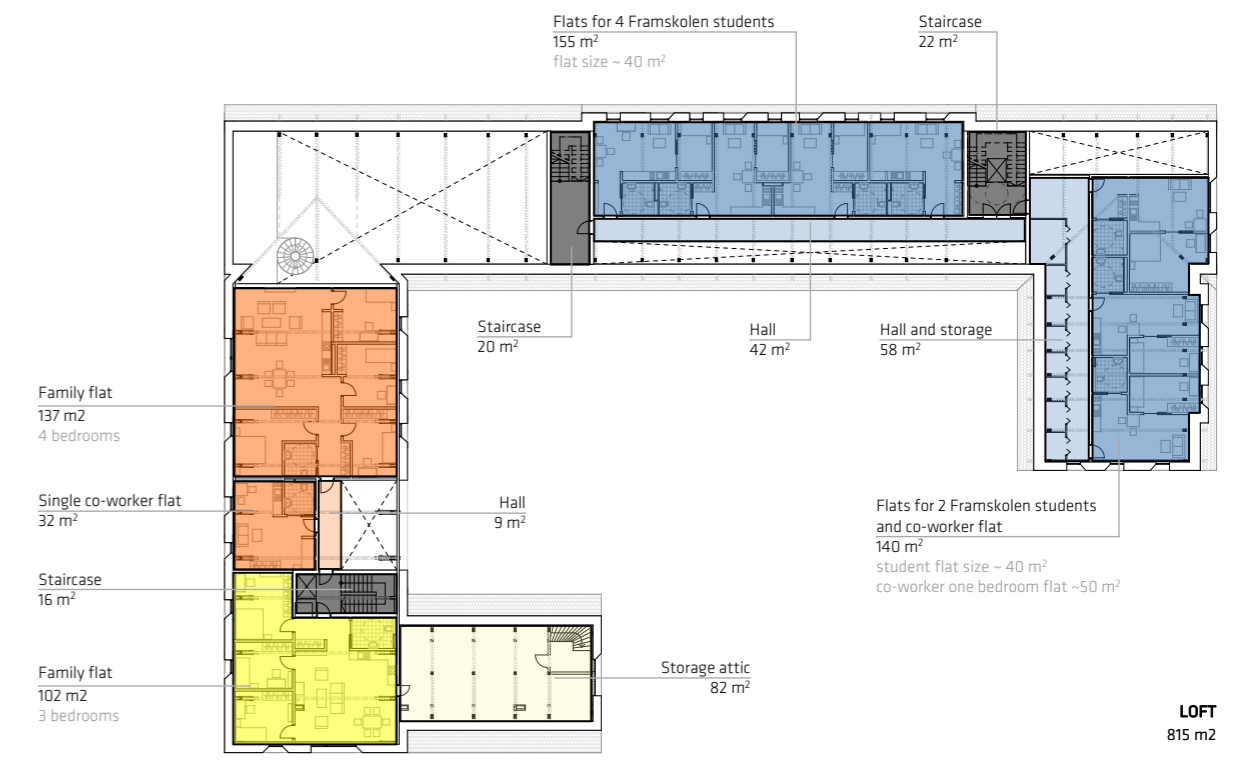 Flats for 4 Framskolen students
155 m²
flat size ~ 40 m²
Staircase
22 m²
Staircase
20 m²
Hall
42 m²
Hall and storage
58 m²
Family flat
137 m2
4 bedrooms
Single co-worker flat
32 m²
Hall
9 m²
Flats for 2 Framskolen students
and co-worker flat
140 m²
student flat size ~ 40 m²
co-worker one bedroom flat ~50 m²
Staircase
16 m²
Family flat
102 m2
3 bedrooms
Storage attic
82 m²
LOFT
815 m2